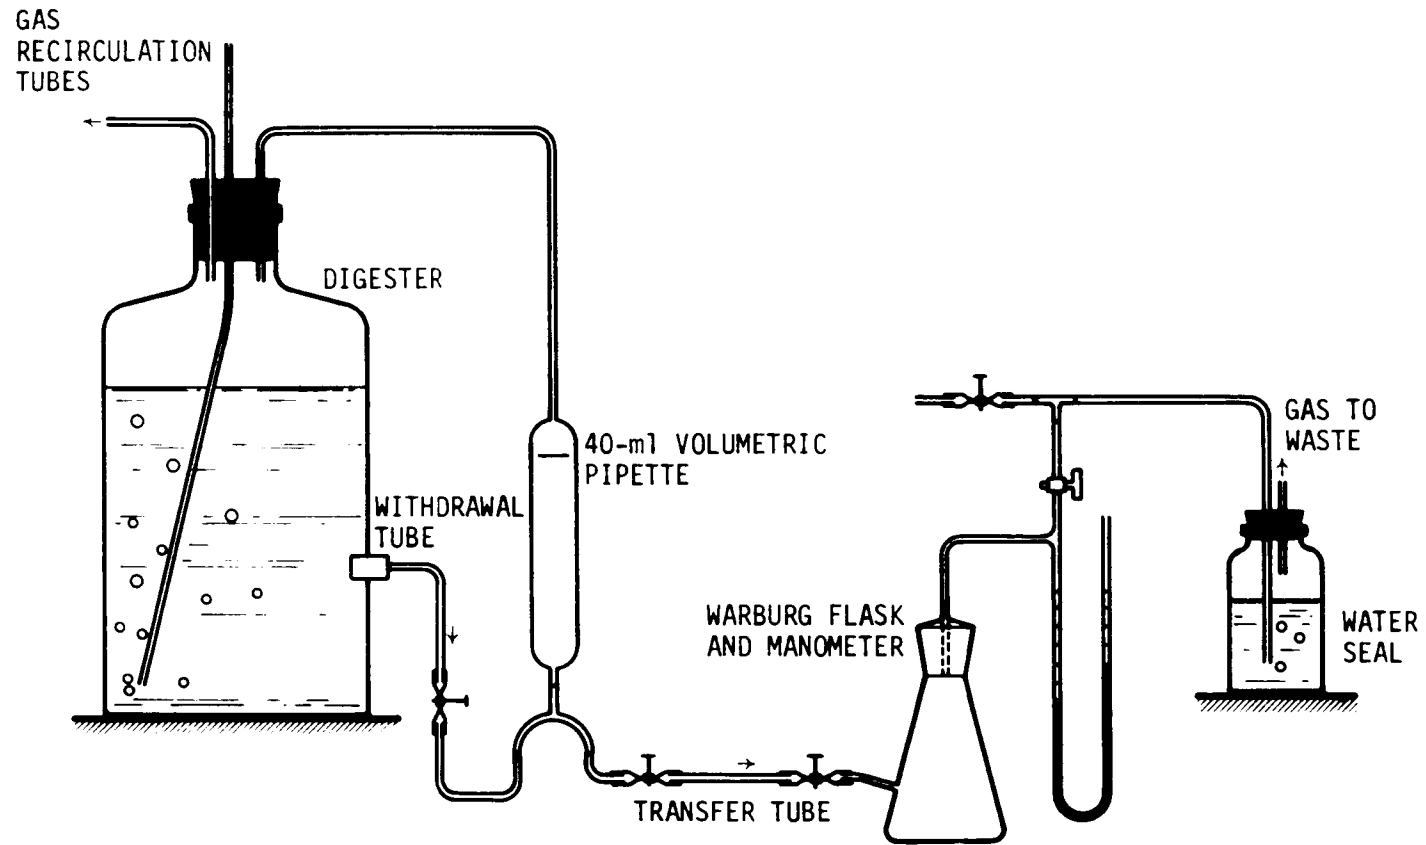 GAS
RECIRCULATION
TUBES
DIGESTER
40-ml VOLUMETRIC
PIPETTE
WITHDRAWAL
TUBE
GAS TO
WASTE
WARBURG FLASK
AND MANOMETER
WATER
SEAL
TRANSFER TUBE